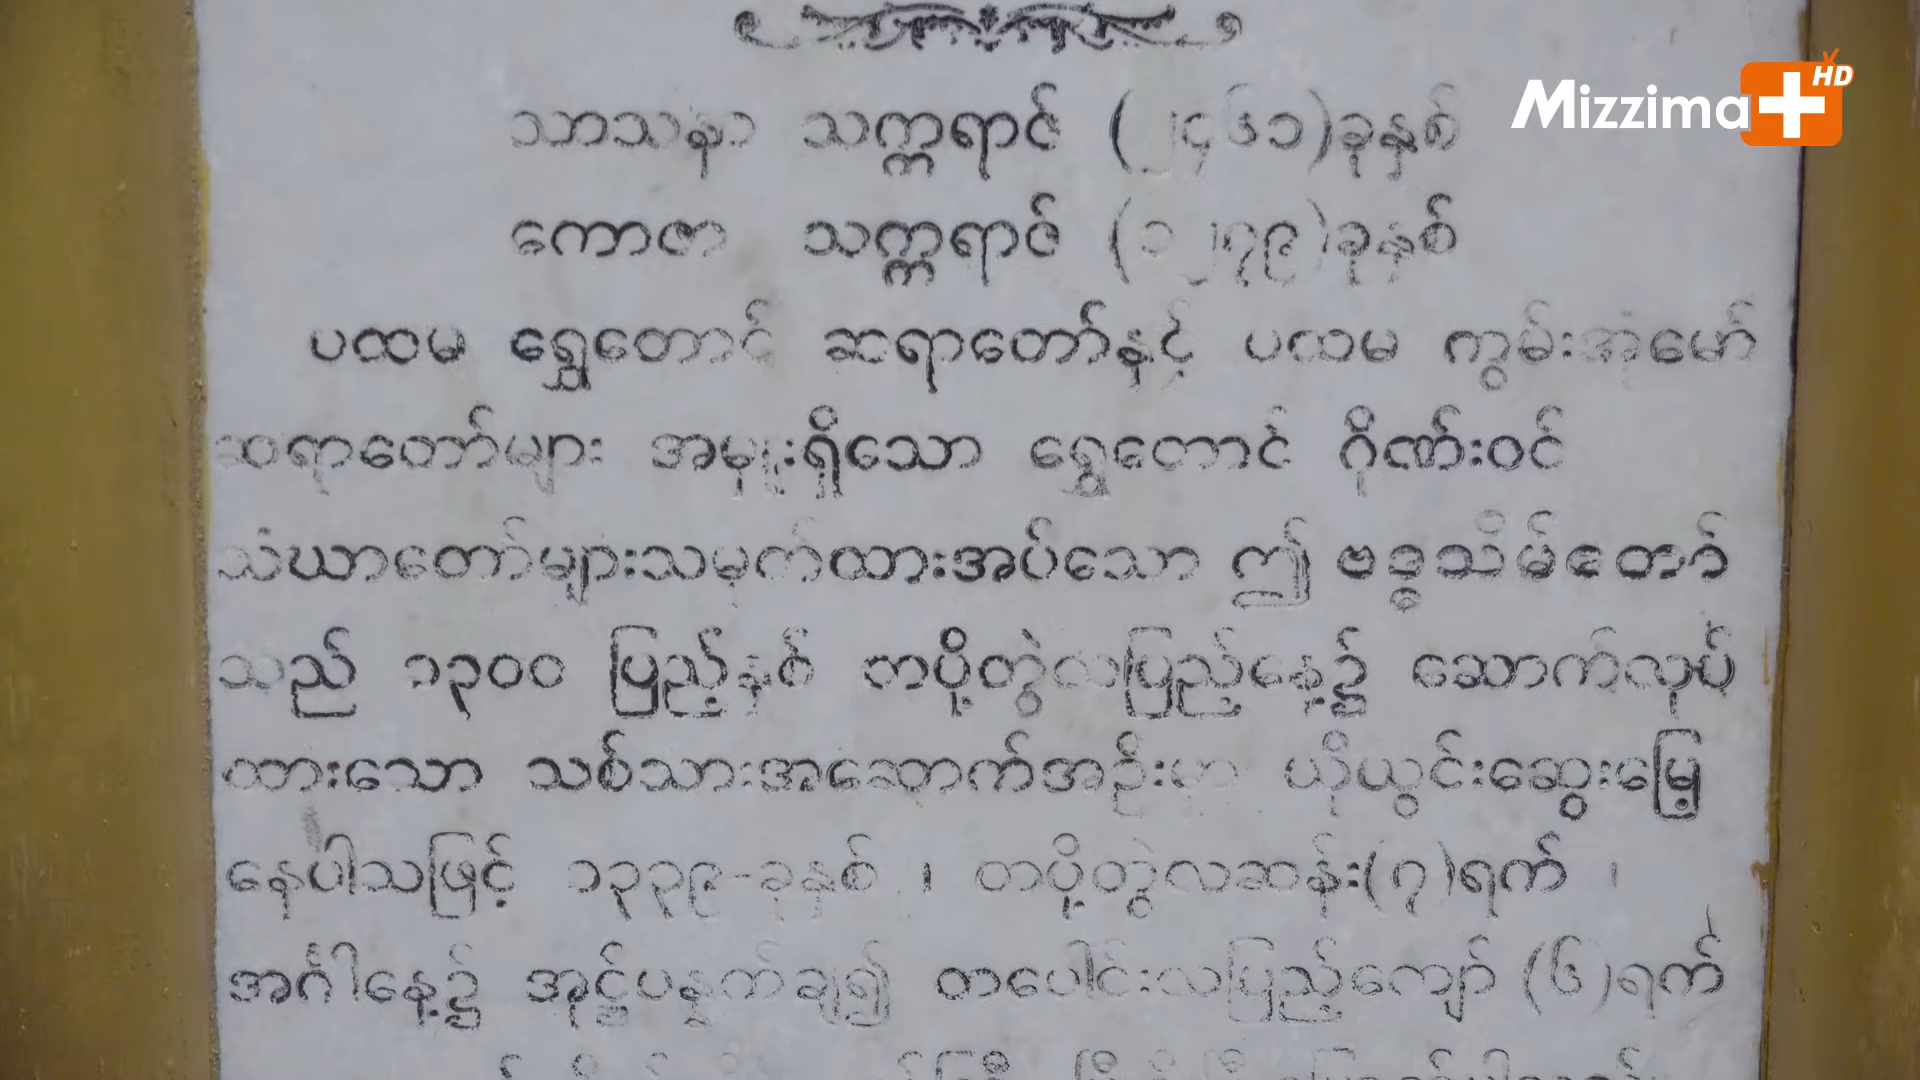 သာသနာ သက္ကရာဇ် (၂၄၆၁)ခုနှစ်
ကောဇာ သက္ကရာဇ် (၁၂၇၉)ခုနှစ်
ပထမ ရွှေတောင် ဆရာတော်နှင့် ပထမ ကွမ်းအုံမော်
ဆရာတော်များ အမှူးရှိသော ရွှေတောင် ဂိုဏ်းဝင်
သံဃာတော်များသမုက်ထားအပ်သော ဤ ဗဒ္ဓသိမ်တော်
သည် ၁၃၀၀ ပြည့်နှစ် တပို့တွဲလပြည့်နေ့၌ ဆောက်လုပ်
ထားသော သစ်သားအဆောက်အဦးမှာ ယိုယွင်းဆွေးမြွေ့
နေပါသဖြင့် ၁၃၃၉-ခုနှစ် ၊ တပို့တွဲလဆန်း(၇)ရက် ၊
အင်္ဂါနေ့၌ အုဋ်ပန္နက်ချ၍ တပေါင်းလပြည့်ကျော် (၆)ရက်
Mizzima+ HD